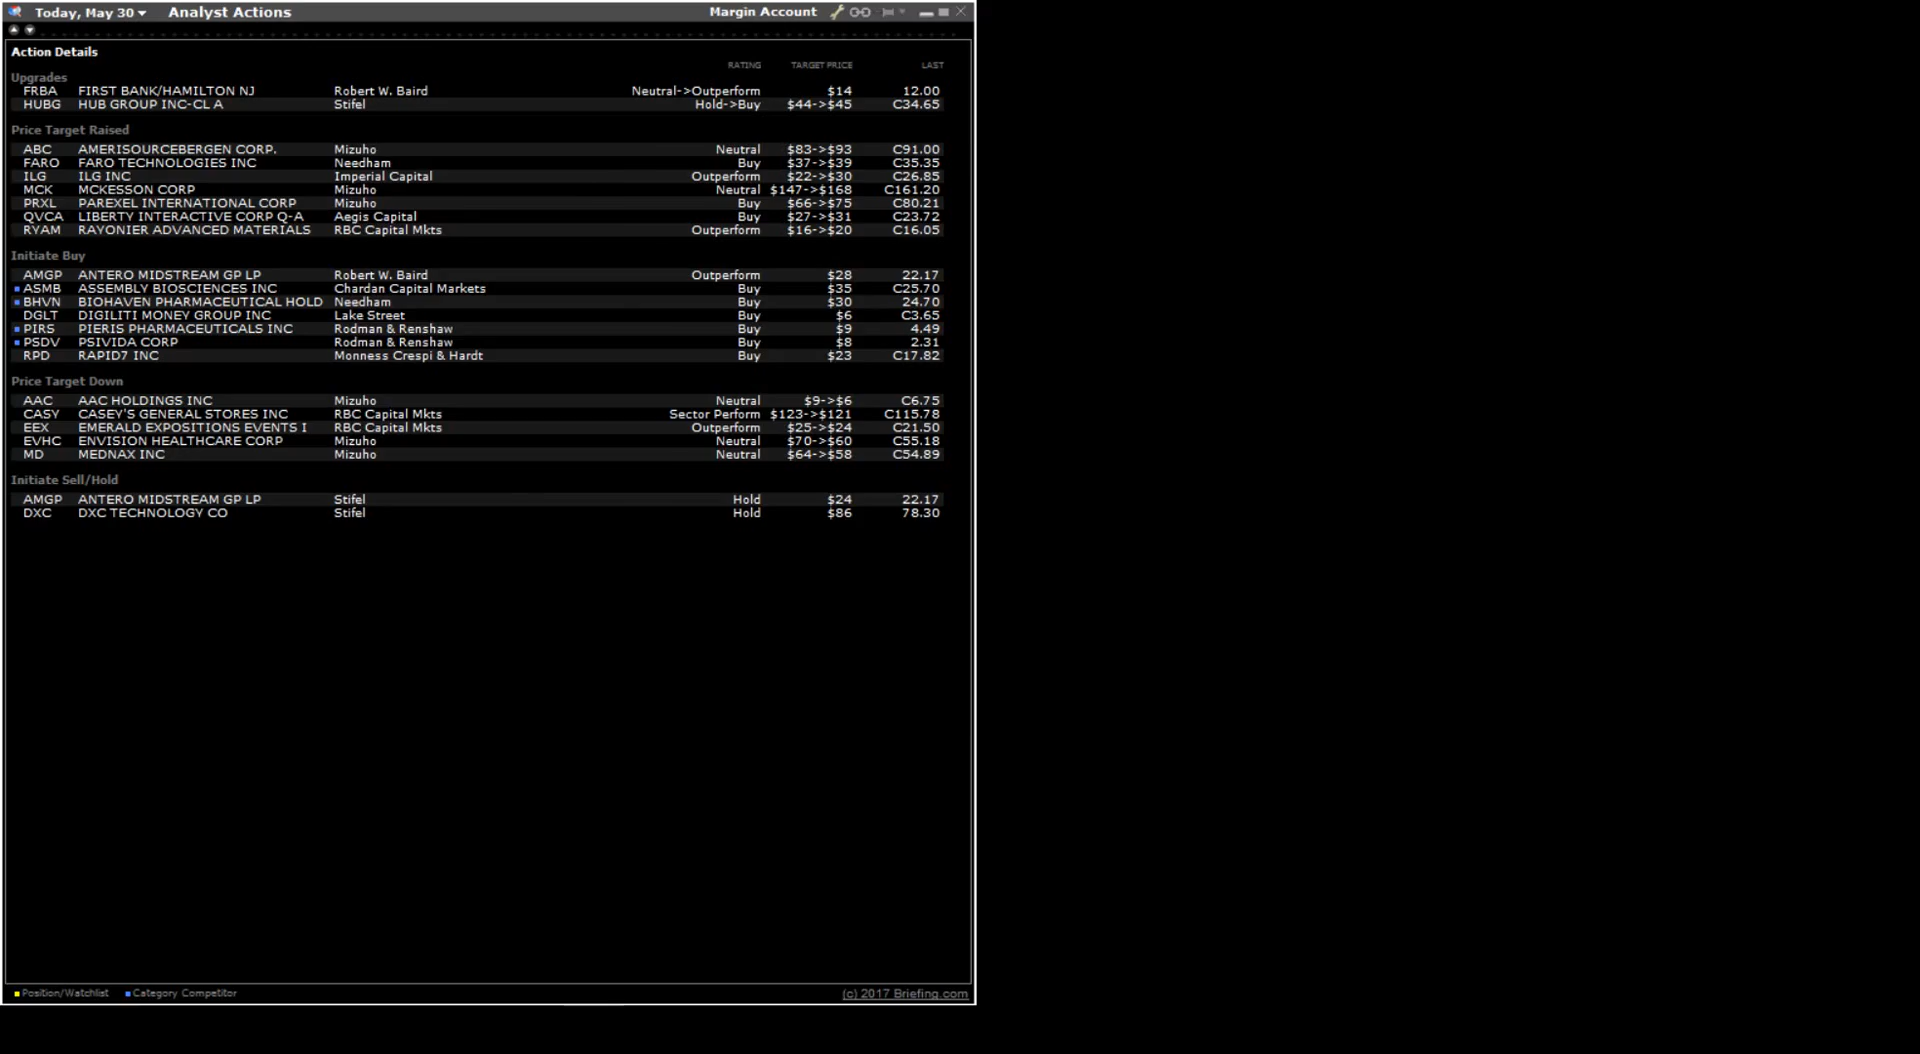 Today, May 30 Analyst Actions Margin Account
Action Details
RATING TARGET PRICE LAST
Upgrades
FRBA FIRST BANK/HAMILTON NJ Robert W. Baird Neutral->Outperform $14 12.00
HUBG HUB GROUP INC-CL A Stifel Hold->Buy $44->$45 C34.65
Price Target Raised
ABC AMERISOURCEBERGEN CORP. Mizuho Neutral $83->$93 C91.00
FARO FARO TECHNOLOGIES INC Needham Buy $37->$39 C35.35
ILG ILG INC Imperial Capital Outperform $22->$30 C26.85
MCK MCKESSON CORP Mizuho Neutral $147->$168 C161.20
PRXL PAREXEL INTERNATIONAL CORP Mizuho Buy $66->$75 C80.21
QVCA LIBERTY INTERACTIVE CORP Q-A Aegis Capital Buy $27->$31 C23.72
RYAM RAYONIER ADVANCED MATERIALS RBC Capital Mkts Outperform $16->$20 C16.05
Initiate Buy
AMGP ANTERO MIDSTREAM GP LP Robert W. Baird Outperform $28 22.17
ASMB ASSEMBLY BIOSCIENCES INC Chardan Capital Markets Buy $35 C25.70
BHVN BIOHAVEN PHARMACEUTICAL HOLD Needham Buy $30 24.70
DGLT DIGILITI MONEY GROUP INC Lake Street Buy $6 C3.65
PIRS PIERIS PHARMACEUTICALS INC Rodman & Renshaw Buy $9 4.49
PSDV PSIVIDA CORP Rodman & Renshaw Buy $8 2.31
RPD RAPID7 INC Monness Crespi & Hardt Buy $23 C17.82
Price Target Down
AAC AAC HOLDINGS INC Mizuho Neutral $9->$6 C6.75
CASY CASEY'S GENERAL STORES INC RBC Capital Mkts Sector Perform $123->$121 C115.78
EEX EMERALD EXPOSITIONS EVENTS I RBC Capital Mkts Outperform $25->$24 C21.50
EVHC ENVISION HEALTHCARE CORP Mizuho Neutral $70->$60 C55.18
MD MEDNAX INC Mizuho Neutral $64->$58 C54.89
Initiate Sell/Hold
AMGP ANTERO MIDSTREAM GP LP Stifel Hold $24 22.17
DXC DXC TECHNOLOGY CO Stifel Hold $86 78.30
Position/Watchlist Category Competitor (c) 2017 Briefing.com